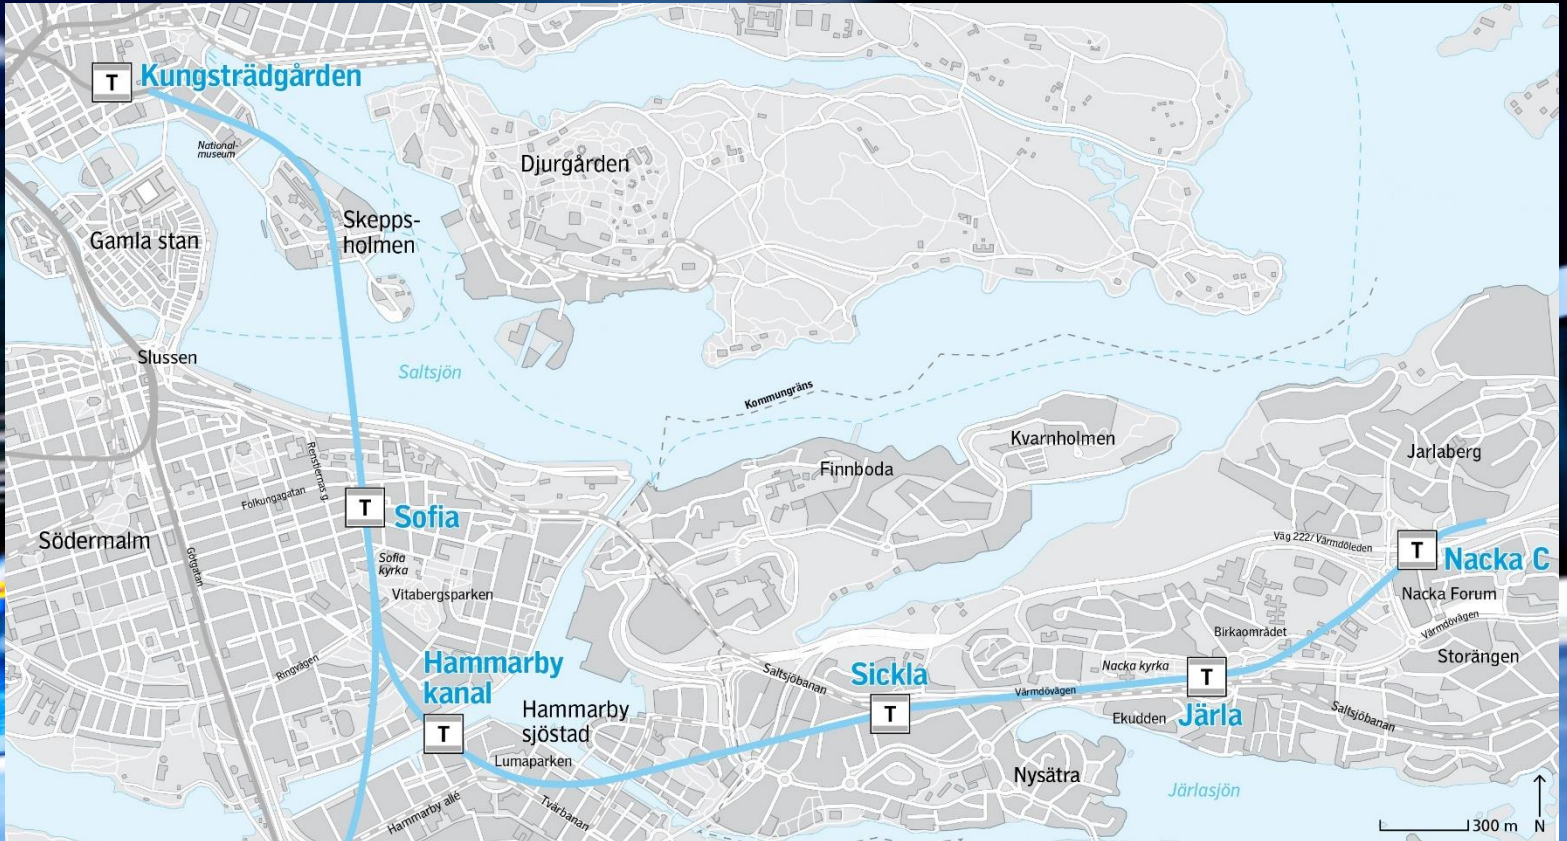 T
Kungsträdgården
National-
museum
Djurgården
Skepps-
holmen
Gamla stan
Slussen
Saltsjön
Kommungräns
Kvarnholmen
Jarlaberg
Finnboda
Renstiernas g.
Folkungagatan
T
Sofia
Södermalm
Götgatan
Sofia
kyrka
Vitabergsparken
Väg 222/ Värmdöleden
T
Nacka C
Nacka Forum
Värmdövägen
Birkaområdet
Storängen
Ringvägen
Hammarby
kanal
T
Hammarby
sjöstad
Lumaparken
Saltsjöbanan
Sickla
T
Värmdövägen
Nacka kyrka
T
Järla
Ekudden
Saltsjöbanan
Nysätra
Järlasjön
Hammarby allé
Tvärbanan
300 m
N